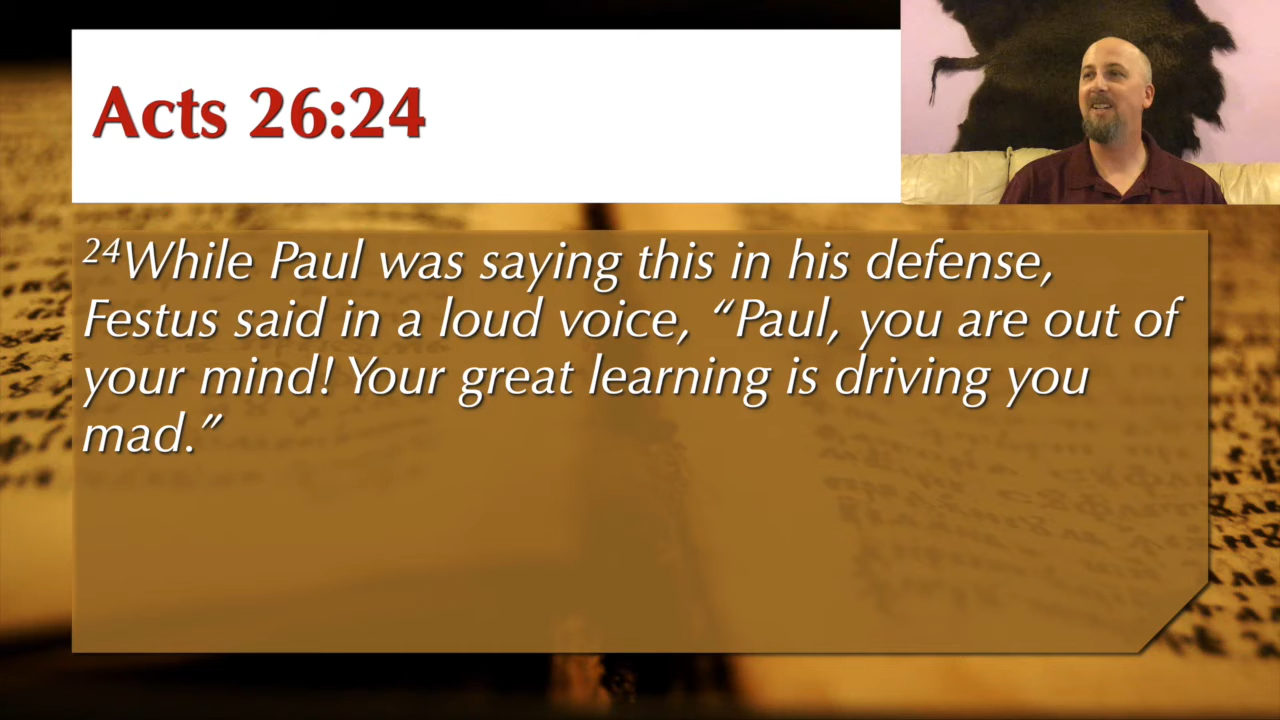 Acts 26:24
24While Paul was saying this in his defense,
Festus said in a loud voice, “Paul, you are out of
your mind! Your great learning is driving you
mad.”